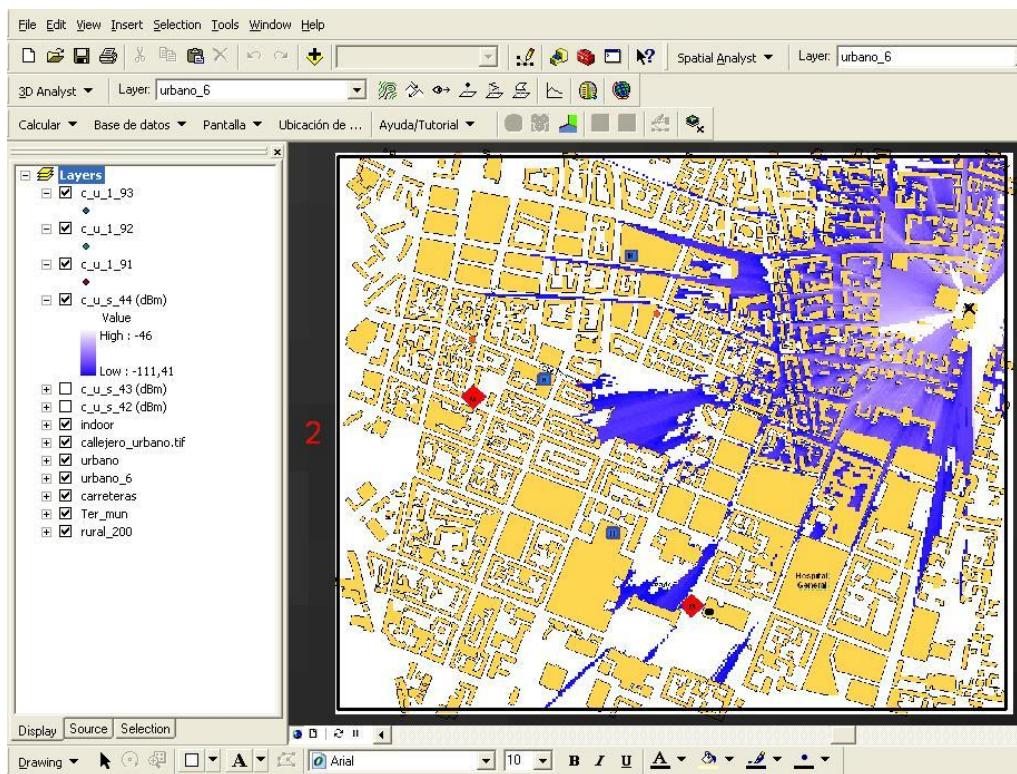 File Edit View Insert Selection Tools Window Help
Spatial Analyst Layer: urbano_6
3D Analyst Layer: urbano_6
Calcular Base de datos Pantalla Ubicación de ... Ayuda/Tutorial
Layers
c_u_1_93
c_u_1_92
c_u_1_91
c_u_s_44 (dBm)
Value
High : -46
Low : -111,41
c_u_s_43 (dBm)
c_u_s_42 (dBm)
indoor
callejero_urbano.tif
urbano
urbano_6
carreteras
Ter_mun
rural_200
2
Hospital
General
Display Source Selection
Drawing A Arial 10 B I U A